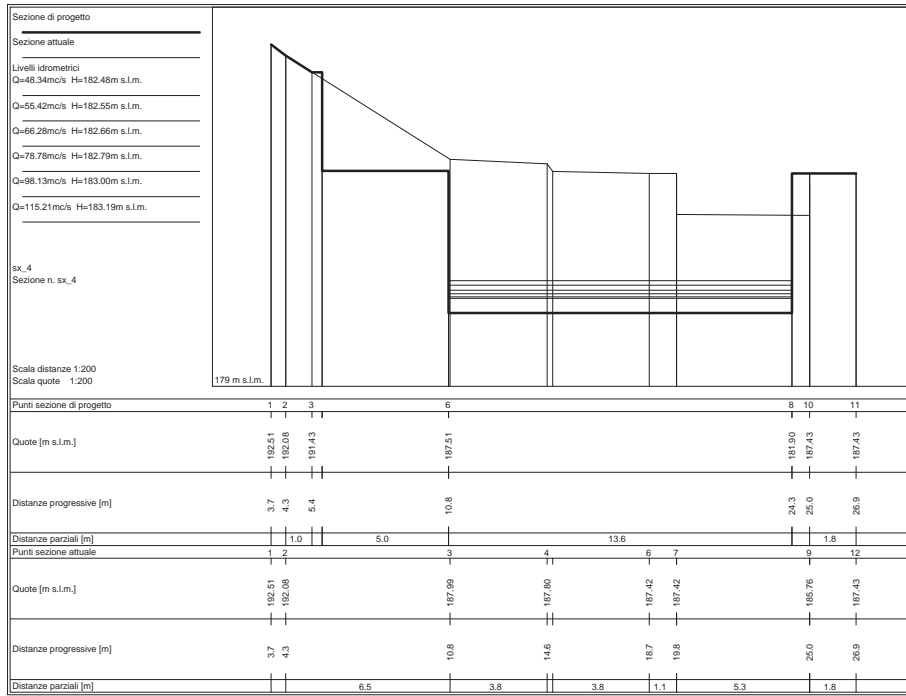 Sezione di progetto
Sezione attuale
Livelli idrometrici
Q=48.34mc/s H=182.48m s.l.m.
Q=55.42mc/s H=182.55m s.l.m.
Q=66.28mc/s H=182.66m s.l.m.
Q=78.78mc/s H=182.79m s.l.m.
Q=98.13mc/s H=183.00m s.l.m.
Q=115.21mc/s H=183.19m s.l.m.
sx_4
Sezione n. sx_4
Scala distanze 1:200
Scala quote 1:200
179 m s.l.m.
Punti sezione di progetto 1 2 3 6 8 10 11
Quote [m s.l.m.] 192.51 192.08 191.43 187.51 181.90 187.43 187.43
Distanze progressive [m] 3.7 4.3 5.4 10.8 24.3 25.0 26.9
Distanze parziali [m] 1.0 5.0 13.6 1.8
Punti sezione attuale 1 2 3 4 6 7 9 12
Quote [m s.l.m.] 192.51 192.08 187.99 187.80 187.42 187.42 185.76 187.43
Distanze progressive [m] 3.7 4.3 10.8 14.6 18.7 19.8 25.0 26.9
Distanze parziali [m] 6.5 3.8 3.8 1.1 5.3 1.8